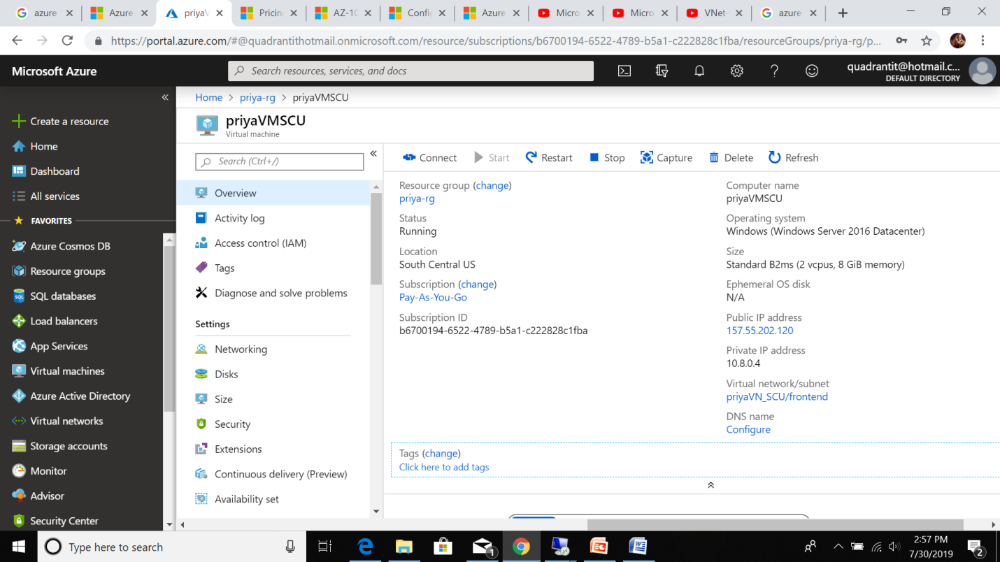 azure
Azure
priyaV
Pricin
AZ-10
Config
Azure
Micro
Micro
VNet-
azure
https://portal.azure.com/#@quadrantithotmail.onmicrosoft.com/resource/subscriptions/b6700194-6522-4789-b5a1-c222828c1fba/resourceGroups/priya-rg/p...
Microsoft Azure
Search resources, services, and docs
quadrantit@hotmail.c...
DEFAULT DIRECTORY
Create a resource
Home
Dashboard
All services
FAVORITES
Azure Cosmos DB
Resource groups
SQL databases
Load balancers
App Services
Virtual machines
Azure Active Directory
Virtual networks
Storage accounts
Monitor
Advisor
Security Center
Home > priya-rg > priyaVMSCU
priyaVMSCU
Virtual machine
Search (Ctrl+/)
Overview
Activity log
Access control (IAM)
Tags
Diagnose and solve problems
Settings
Networking
Disks
Size
Security
Extensions
Continuous delivery (Preview)
Availability set
Connect
Start
Restart
Stop
Capture
Delete
Refresh
Resource group (change)
priya-rg
Status
Running
Location
South Central US
Subscription (change)
Pay-As-You-Go
Subscription ID
b6700194-6522-4789-b5a1-c222828c1fba
Computer name
priyaVMSCU
Operating system
Windows (Windows Server 2016 Datacenter)
Size
Standard B2ms (2 vcpus, 8 GiB memory)
Ephemeral OS disk
N/A
Public IP address
157.55.202.120
Private IP address
10.8.0.4
Virtual network/subnet
priyaVN_SCU/frontend
DNS name
Configure
Tags (change)
Click here to add tags
Type here to search
1
2:57 PM
7/30/2019
2